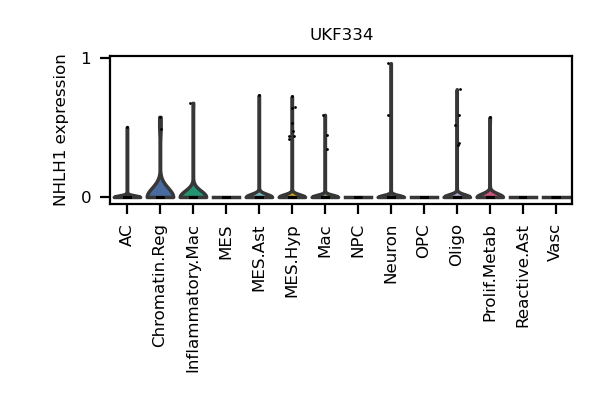 UKF334
NHLH1 expression
1
0
AC
Chromatin.Reg
Inflammatory.Mac
MES
MES.Ast
MES.Hyp
Mac
NPC
Neuron
OPC
Oligo
Prolif.Metab
Reactive.Ast
Vasc